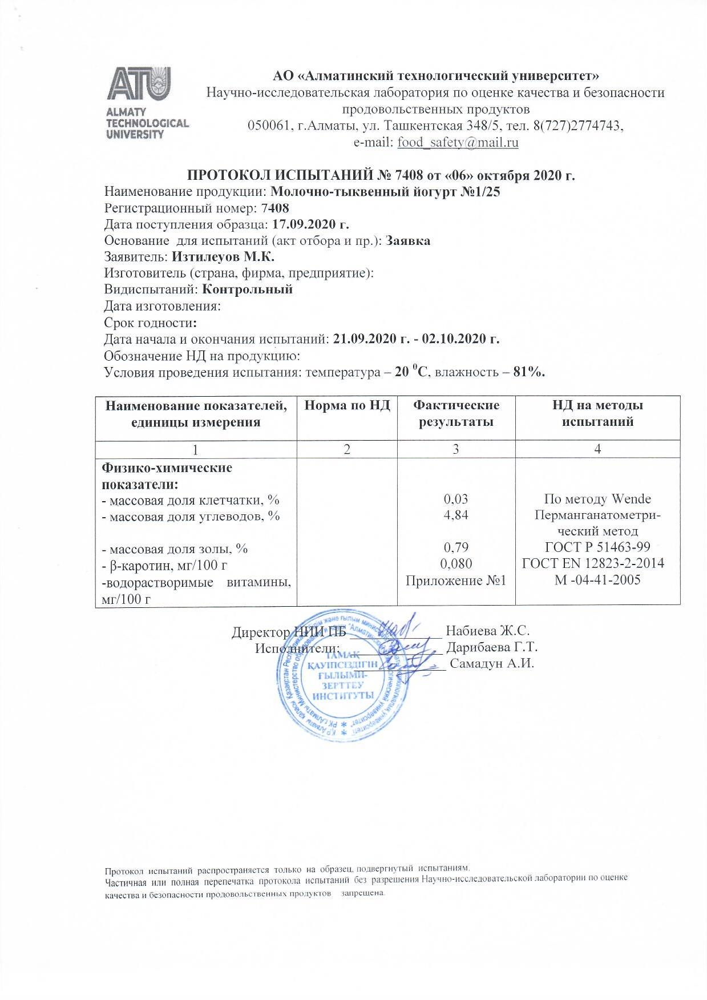 ATU
ALMATY
TECHNOLOGICAL
UNIVERSITY
АО «Алматинский технологический университет»
Научно-исследовательская лаборатория по оценке качества и безопасности
продовольственных продуктов
050061, г.Алматы, ул. Ташкентская 348/5, тел. 8(727)2774743,
e-mail: food_safety@mail.ru
ПРОТОКОЛ ИСПЫТАНИЙ № 7408 от «06» октября 2020 г.
Наименование продукции: Молочно-тыквенный йогурт №1/25
Регистрационный номер: 7408
Дата поступления образца: 17.09.2020 г.
Основание для испытаний (акт отбора и пр.): Заявка
Заявитель: Изтилеуов М.К.
Изготовитель (страна, фирма, предприятие):
Видиспытаний: Контрольный
Дата изготовления:
Срок годности:
Дата начала и окончания испытаний: 21.09.2020 г. - 02.10.2020 г.
Обозначение НД на продукцию:
Условия проведения испытания: температура – 20 ⁰С, влажность – 81%.
Наименование показателей, Норма по НД Фактические НД на методы
единицы измерения результаты испытаний
1 2 3 4
Физико-химические
показатели:
- массовая доля клетчатки, % 0,03 По методу Wende
- массовая доля углеводов, % 4,84 Перманганатометри-
ческий метод
- массовая доля золы, % 0,79 ГОСТ Р 51463-99
- β-каротин, мг/100 г 0,080 ГОСТ EN 12823-2-2014
-водорастворимые витамины, Приложение №1 М -04-41-2005
мг/100 г
Директор НИИ ПБ ____________ Набиева Ж.С.
Исполнители: ____________ Дарибаева Г.Т.
____________ Самадун А.И.
ТАМАҚ
ҚАУІПСІЗДІГІН
ҒЫЛЫМИ-
ЗЕРТТЕУ
ИНСТИТУТЫ
Протокол испытаний распространяется только на образец, подвергнутый испытаниям.
Частичная или полная перепечатка протокола испытаний без разрешения Научно-исследовательской лаборатории по оценке
качества и безопасности продовольственных продуктов запрещена.